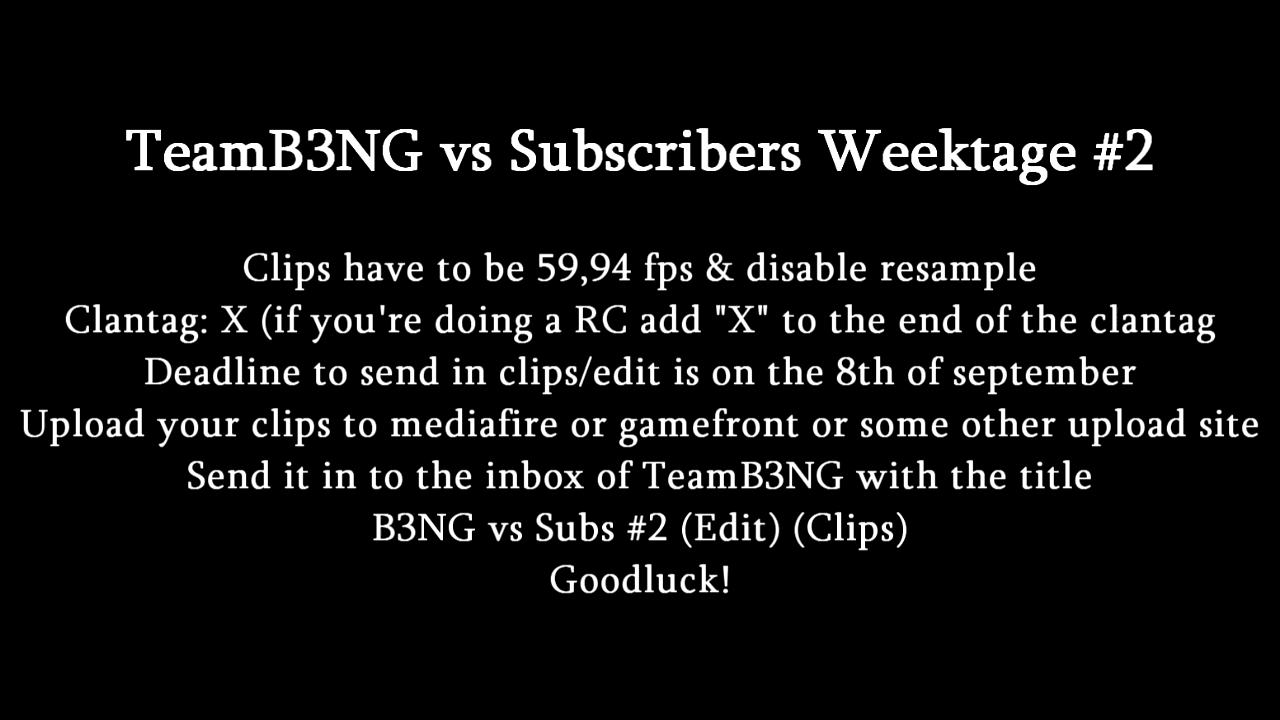 TeamB3NG vs Subscribers Weektage #2
Clips have to be 59,94 fps & disable resample
Clantag: X (if you're doing a RC add "X" to the end of the clantag
Deadline to send in clips/edit is on the 8th of september
Upload your clips to mediafire or gamefront or some other upload site
Send it in to the inbox of TeamB3NG with the title
B3NG vs Subs #2 (Edit) (Clips)
Goodluck!